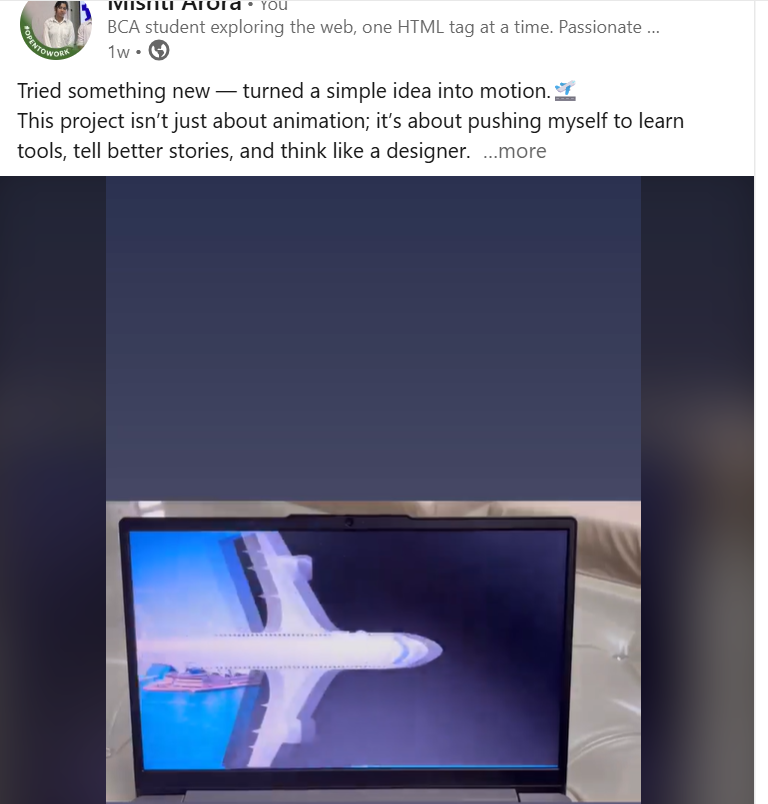 Mishti Arora • You
BCA student exploring the web, one HTML tag at a time. Passionate ...
1w •
#OPENTOWORK
Tried something new — turned a simple idea into motion.
This project isn’t just about animation; it’s about pushing myself to learn
tools, tell better stories, and think like a designer. ...more